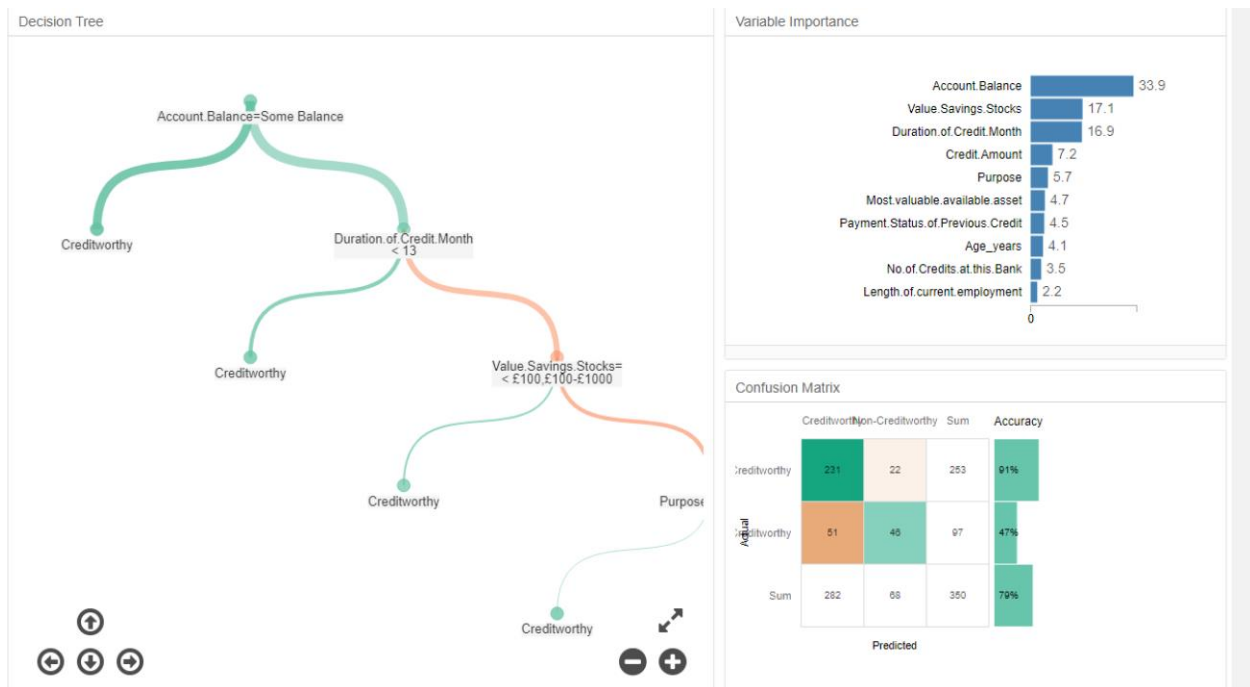 Decision Tree
Account.Balance=Some Balance
Creditworthy
Duration.of.Credit.Month
< 13
Creditworthy
Value.Savings.Stocks=
< £100,£100-£1000
Creditworthy
Purpose
Creditworthy
Variable Importance
Account.Balance 33.9
Value.Savings.Stocks 17.1
Duration.of.Credit.Month 16.9
Credit.Amount 7.2
Purpose 5.7
Most.valuable.available.asset 4.7
Payment.Status.of.Previous.Credit 4.5
Age_years 4.1
No.of.Credits.at.this.Bank 3.5
Length.of.current.employment 2.2
0
Confusion Matrix
Creditworthy Non-Creditworthy Sum Accuracy
Creditworthy 231 22 253 91%
Actual
Creditworthy 51 46 97 47%
Sum 282 68 350 79%
Predicted